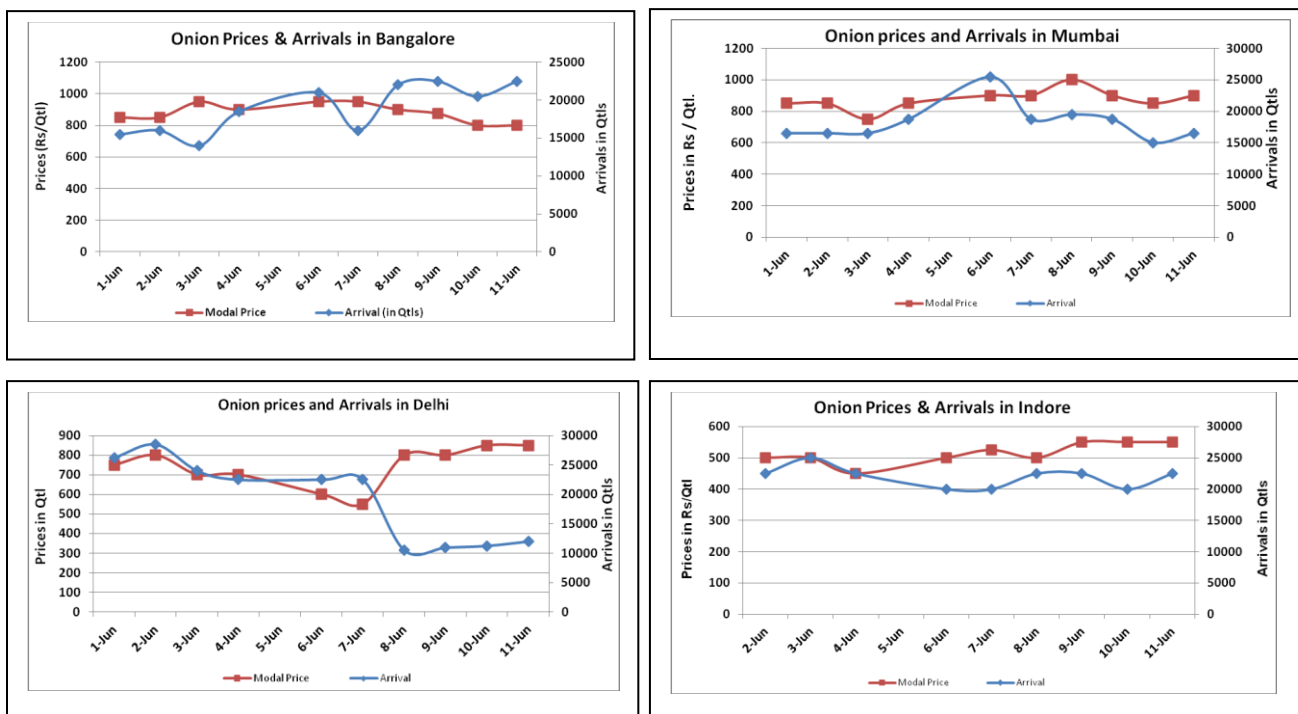 Onion Prices & Arrivals in Bangalore
Prices (Rs/Qtl)
1200
1000
800
600
400
200
0
25000
20000
15000
10000
5000
0
Arrivals in Qtls
1-Jun 2-Jun 3-Jun 4-Jun 5-Jun 6-Jun 7-Jun 8-Jun 9-Jun 10-Jun 11-Jun
Modal Price Arrival (in Qtls)
Onion prices and Arrivals in Mumbai
Prices in Rs / Qtl.
1200
1000
800
600
400
200
0
30000
25000
20000
15000
10000
5000
0
Arrivals in Qtls
1-Jun 2-Jun 3-Jun 4-Jun 5-Jun 6-Jun 7-Jun 8-Jun 9-Jun 10-Jun 11-Jun
Modal Price Arrival
Onion prices and Arrivals in Delhi
Prices in Qtl
900
800
700
600
500
400
300
200
100
0
30000
25000
20000
15000
10000
5000
0
Arrivals in Qtls
1-Jun 2-Jun 3-Jun 4-Jun 5-Jun 6-Jun 7-Jun 8-Jun 9-Jun 10-Jun 11-Jun
Modal Price Arrival
Onion Prices & Arrivals in Indore
Prices in Rs/Qtl
600
500
400
300
200
100
0
30000
25000
20000
15000
10000
5000
0
Arrivals in Qtls
2-Jun 3-Jun 4-Jun 5-Jun 6-Jun 7-Jun 8-Jun 9-Jun 10-Jun 11-Jun
Modal Price Arrival